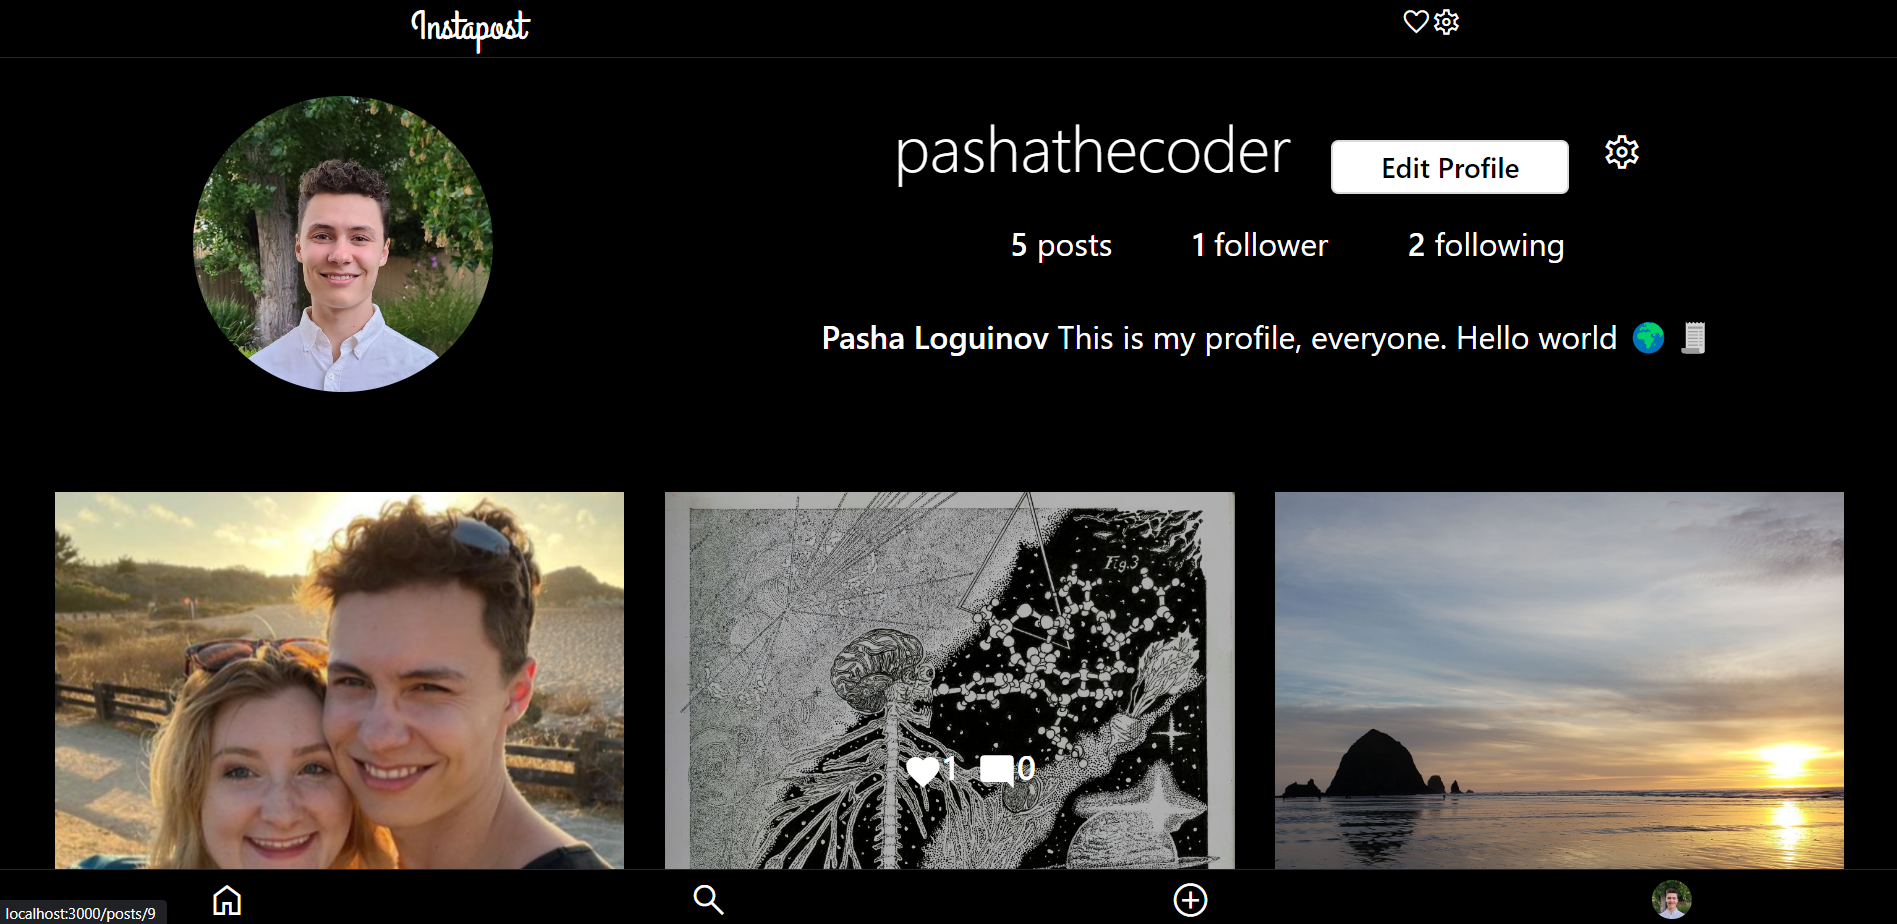 Instapost
pashathecoder Edit Profile
5 posts 1 follower 2 following
Pasha Loguinov This is my profile, everyone. Hello world 🌍 🧾
Fig.3
1 0
localhost:3000/posts/9